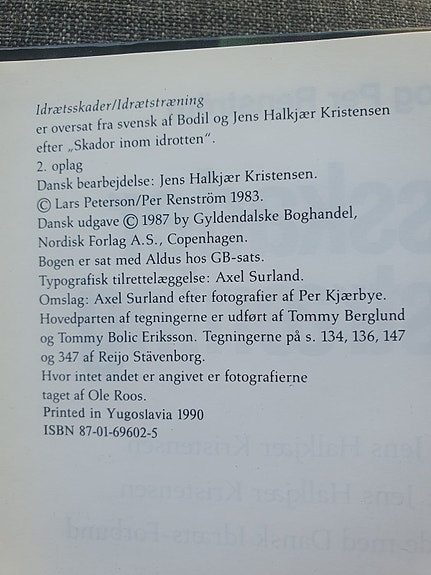 Idrætsskader/Idrætstræning
er oversat fra svensk af Bodil og Jens Halkjær Kristensen
efter „Skador inom idrotten".
2. oplag
Dansk bearbejdelse: Jens Halkjær Kristensen.
© Lars Peterson/Per Renström 1983.
Dansk udgave © 1987 by Gyldendalske Boghandel,
Nordisk Forlag A.S., Copenhagen.
Bogen er sat med Aldus hos GB-sats.
Typografisk tilrettelæggelse: Axel Surland.
Omslag: Axel Surland efter fotografier af Per Kjærbye.
Hovedparten af tegningerne er udført af Tommy Berglund
og Tommy Bolic Eriksson. Tegningerne på s. 134, 136, 147
og 347 af Reijo Stävenborg.
Hvor intet andet er angivet er fotografierne
taget af Ole Roos.
Printed in Yugoslavia 1990
ISBN 87-01-69602-5